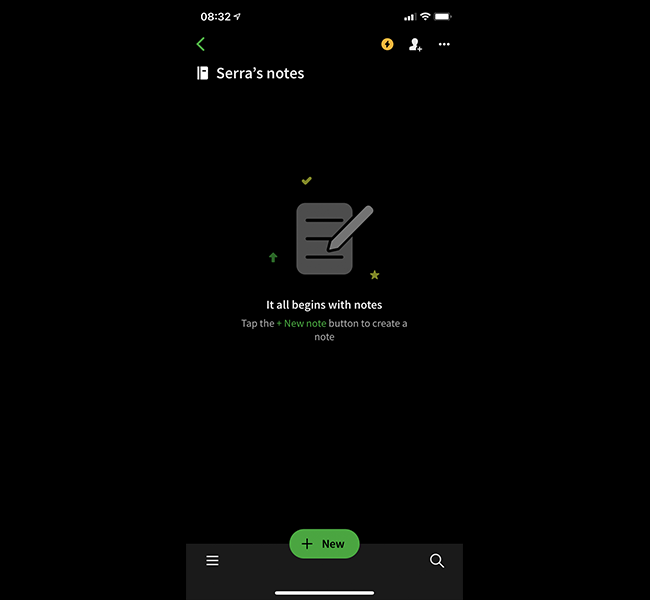 08:32
Serra’s notes
It all begins with notes
Tap the + New note button to create a
note
+ New